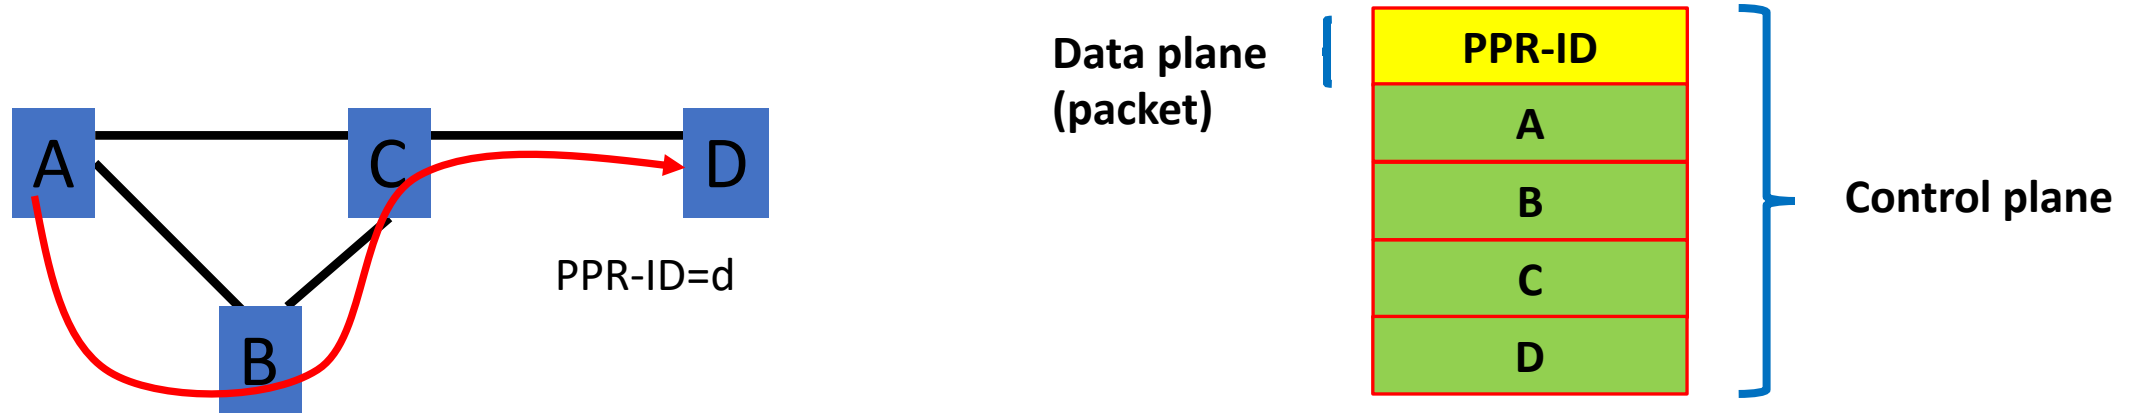 A
C
D
B
PPR-ID=d
Data plane
(packet)
PPR-ID
A
B
C
D
Control plane